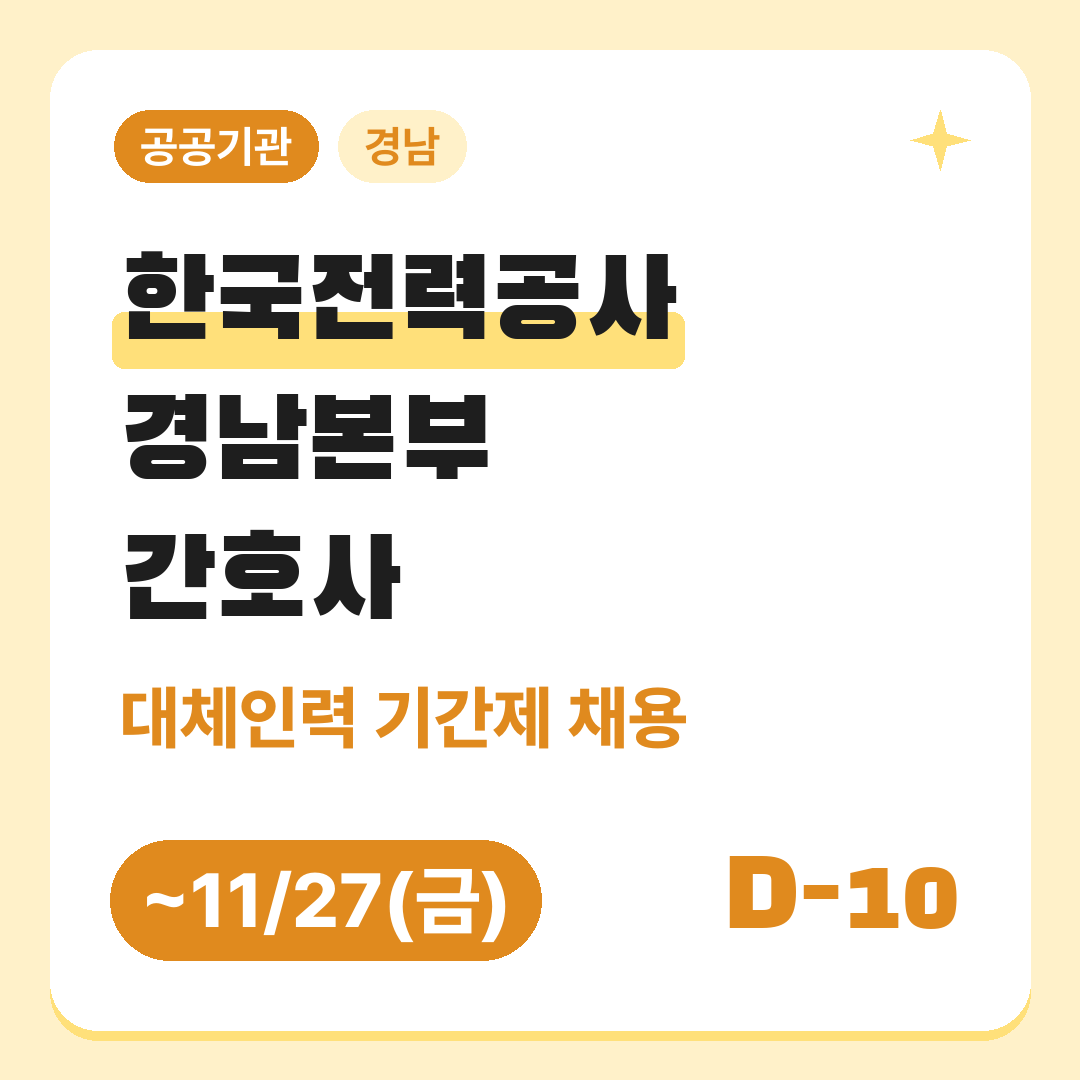 공공기관 경남
한국전력공사
경남본부
간호사
대체인력 기간제 채용
~11/27(금) D-10